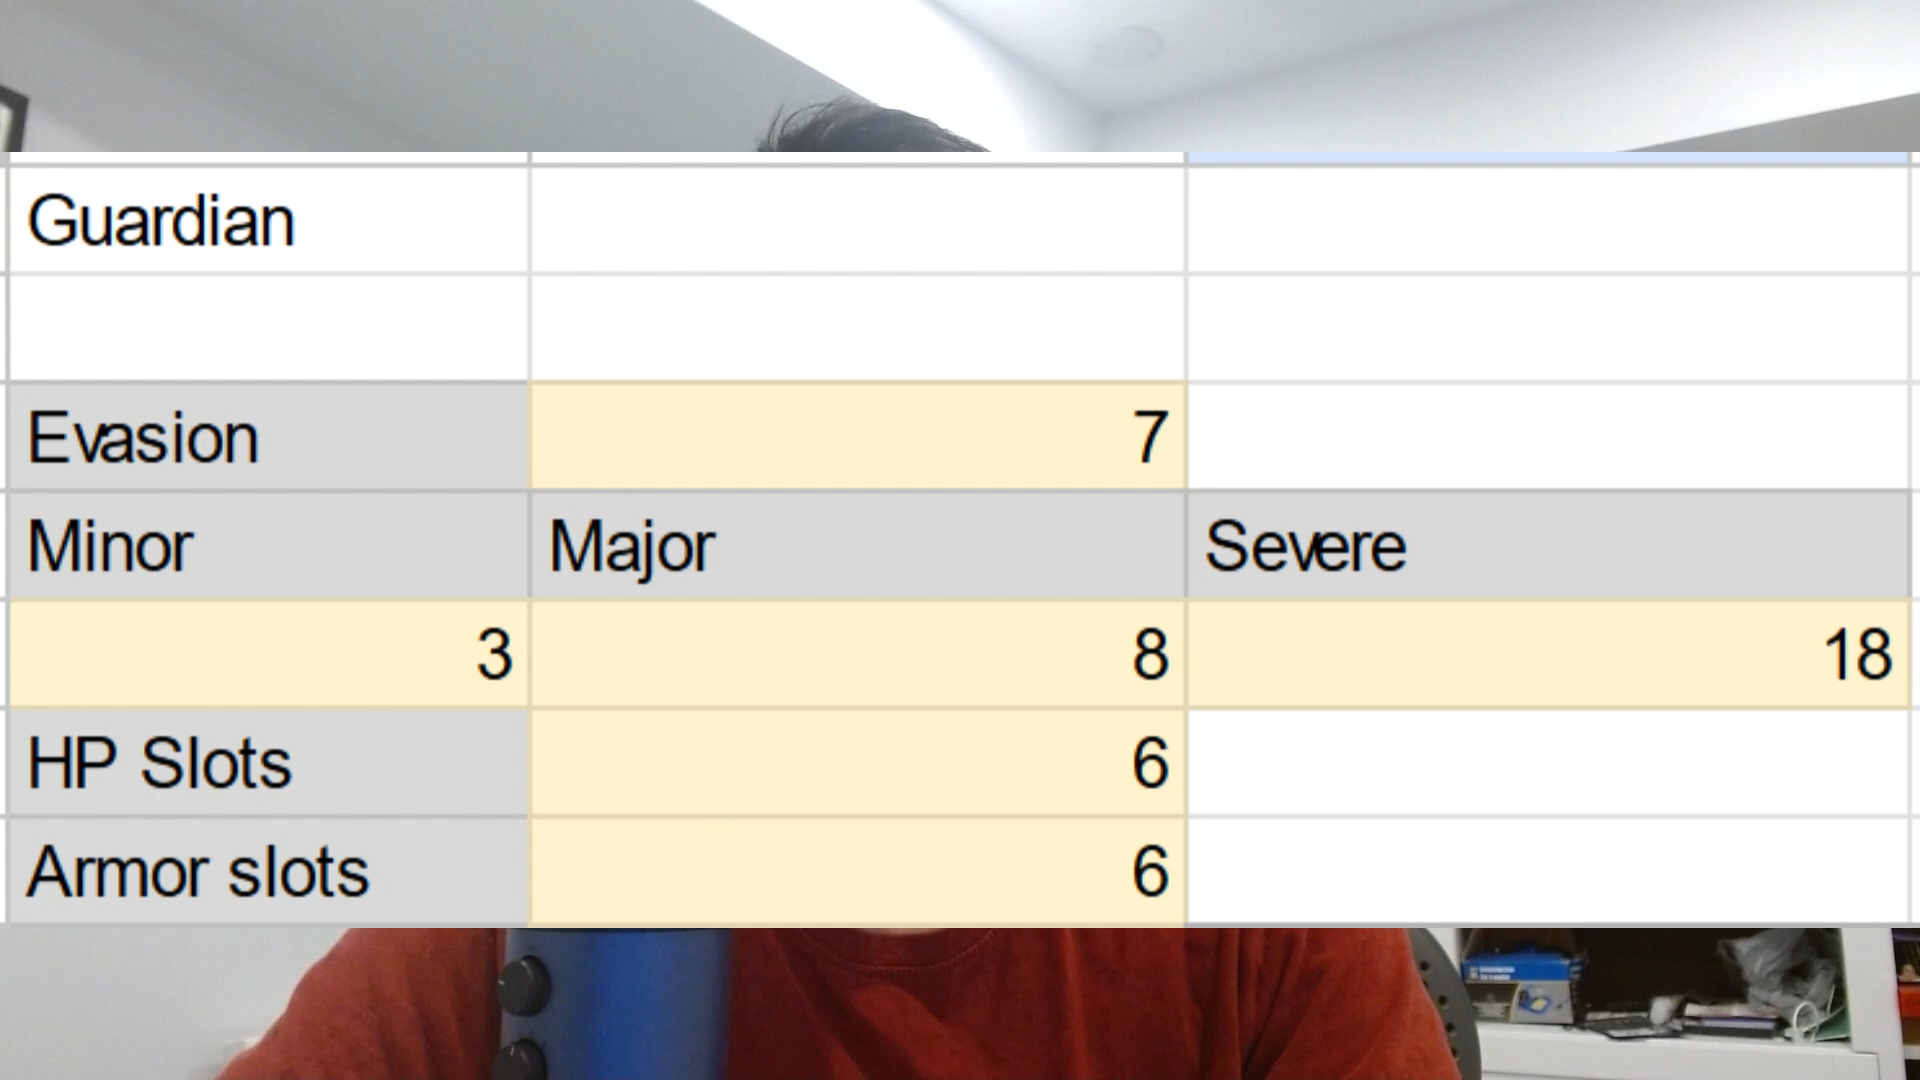 Guardian
Evasion 7
Minor Major Severe
3 8 18
HP Slots 6
Armor slots 6